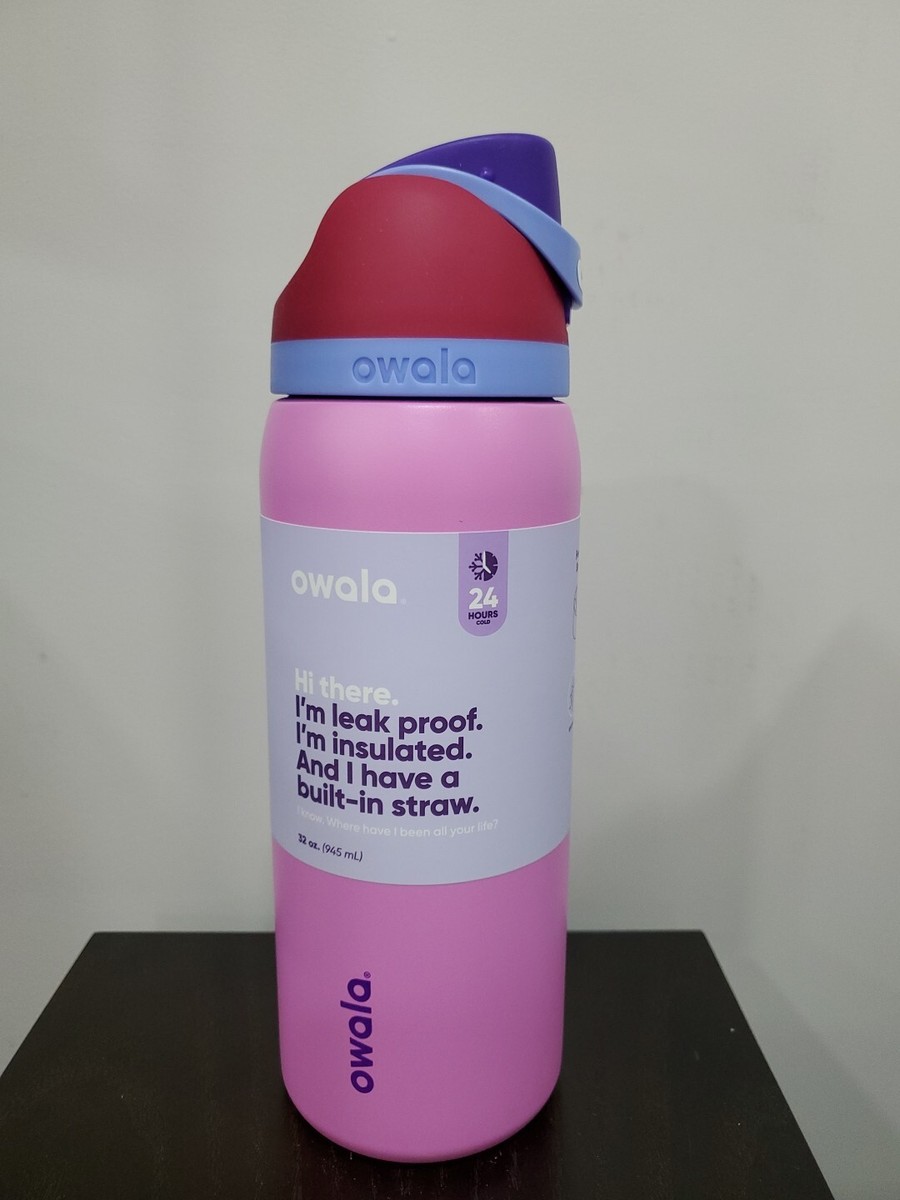 owala
owala®
24
HOURS
COLD
Hi there.
I'm leak proof.
I'm insulated.
And I have a
built-in straw.
I know. Where have I been all your life?
32 oz. (945 mL)
owala®